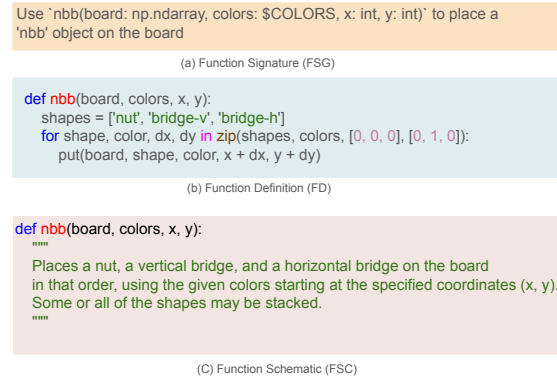 Use `nbb(board: np.ndarray, colors: $COLORS, x: int, y: int)` to place a
'nbb' object on the board
(a) Function Signature (FSG)
def nbb(board, colors, x, y):
shapes = ['nut', 'bridge-v', 'bridge-h']
for shape, color, dx, dy in zip(shapes, colors, [0, 0, 0], [0, 1, 0]):
put(board, shape, color, x + dx, y + dy)
(b) Function Definition (FD)
def nbb(board, colors, x, y):
"""
Places a nut, a vertical bridge, and a horizontal bridge on the board
in that order, using the given colors starting at the specified coordinates (x, y).
Some or all of the shapes may be stacked.
"""
(C) Function Schematic (FSC)